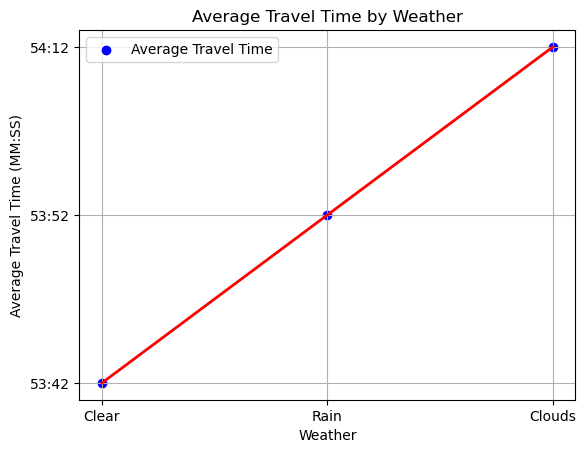 Average Travel Time by Weather
Average Travel Time
Average Travel Time (MM:SS)
54:12
53:52
53:42
Clear
Rain
Clouds
Weather